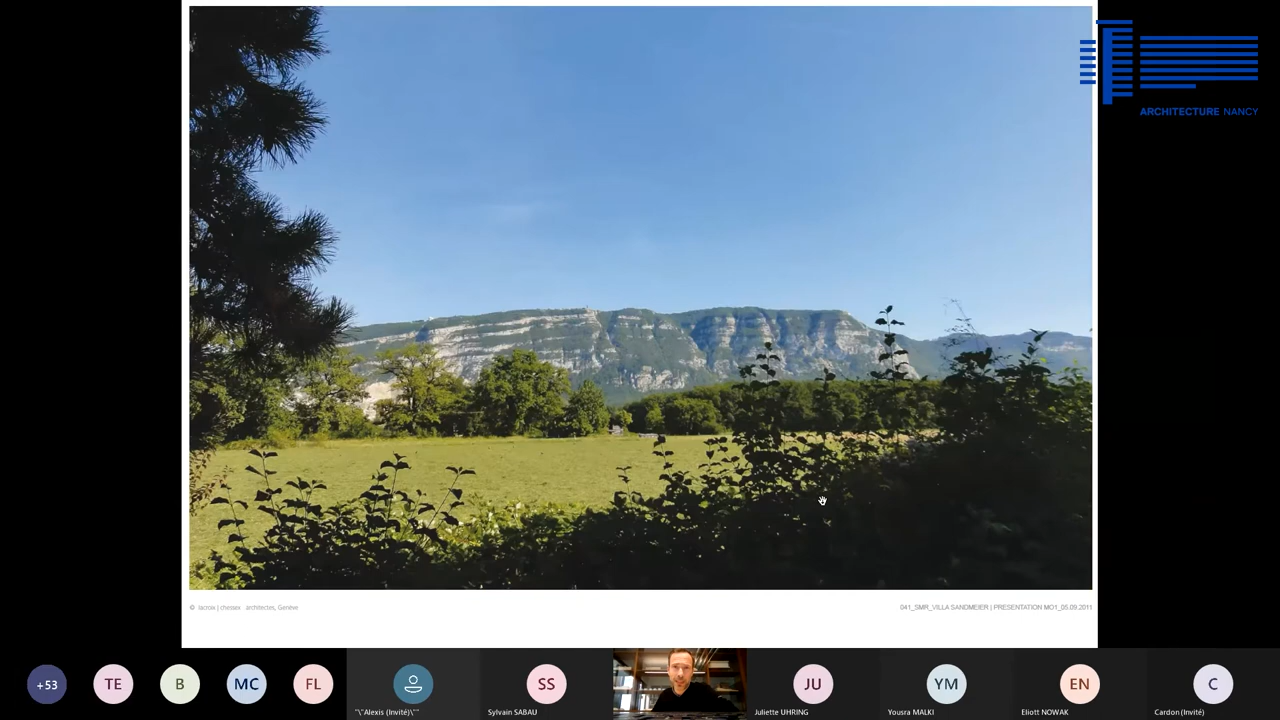 ARCHITECTURE NANCY
© lacroix | chessex architectes, Genève
041_SMR_VILLA SANDMEIER | PRESENTATION MO1_05.09.2011
+53
TE
B
MC
FL
SS
JU
YM
EN
C
"\"Alexis (Invité)\""
Sylvain SABAU
Juliette UHRING
Yousra MALKI
Eliott NOWAK
Cardon (Invité)